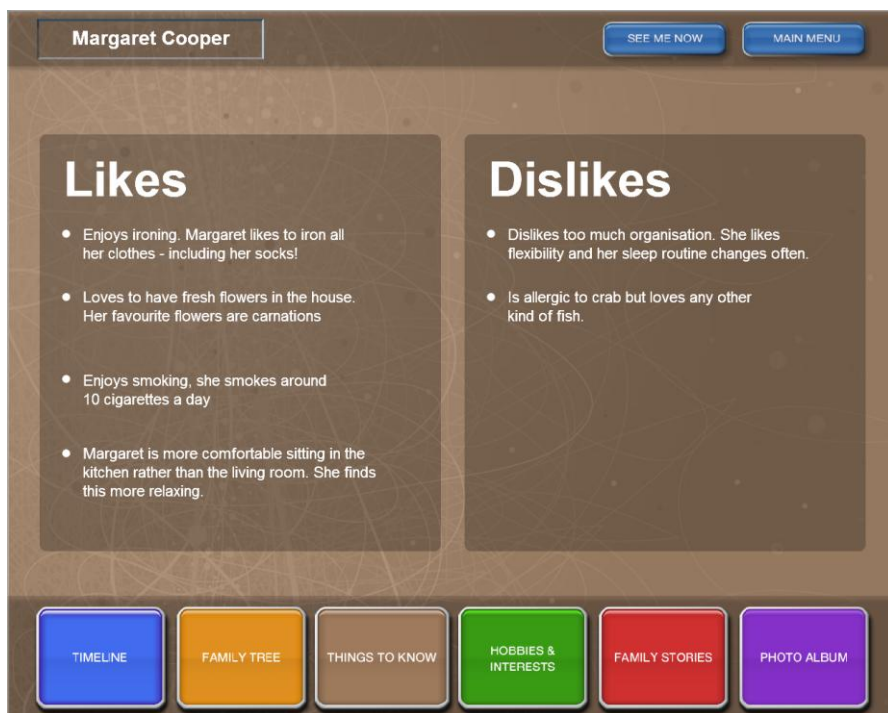 Margaret Cooper
SEE ME NOW
MAIN MENU
Likes
Enjoys ironing. Margaret likes to iron all
her clothes - including her socks!
Loves to have fresh flowers in the house.
Her favourite flowers are carnations
Enjoys smoking, she smokes around
10 cigarettes a day
Margaret is more comfortable sitting in the
kitchen rather than the living room. She finds
this more relaxing.
Dislikes
Dislikes too much organisation. She likes
flexibility and her sleep routine changes often.
Is allergic to crab but loves any other
kind of fish.
TIMELINE
FAMILY TREE
THINGS TO KNOW
HOBBIES &
INTERESTS
FAMILY STORIES
PHOTO ALBUM